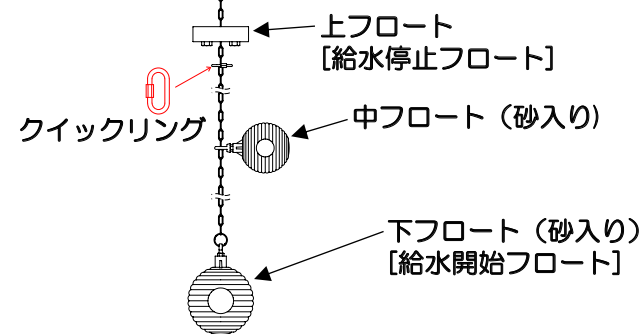 上フロート
[給水停止フロート]
クイックリング
中フロート（砂入り）
下フロート（砂入り）
[給水開始フロート]